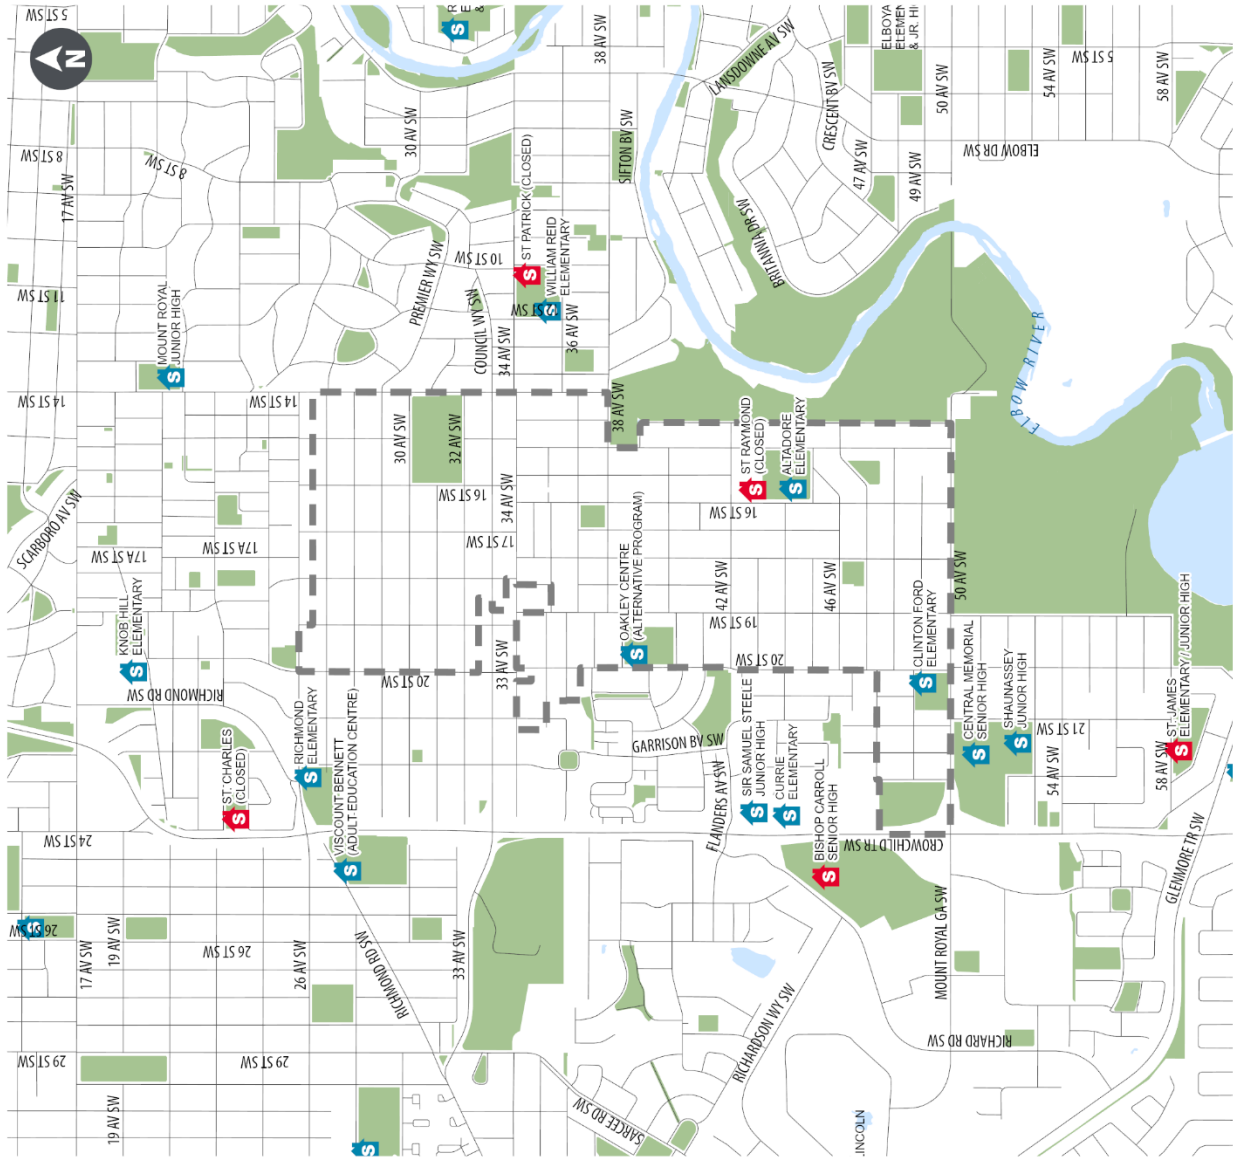 N
5 ST SW
8 ST SW
8 ST SW
17 AV SW
11 ST SW
14 ST SW
14 ST SW
SCARBORO AV SW
MOUNT ROYAL
JUNIOR HIGH
30 AV SW
38 AV SW
PREMIER WY SW
COUNCIL WY SW
10 ST SW
34 AV SW
36 AV SW
ST PATRICK (CLOSED)
WILLIAM REID
ELEMENTARY
SIFTON BV SW
LANSDOWNE AV SW
BRITANNIA DR SW
CRESCENT BV SW
47 AV SW
49 AV SW
50 AV SW
54 AV SW
5 ST SW
58 AV SW
ELBOW DR SW
ELBOYA
ELEMEN
& JR. HI
R
E
&
ELBOW RIVER
38 AV SW
30 AV SW
32 AV SW
16 ST SW
34 AV SW
17 ST SW
17A ST SW
17A ST SW
KNOB HILL
ELEMENTARY
RICHMOND RD SW
ST. CHARLES
(CLOSED)
RICHMOND
ELEMENTARY
VISCOUNT BENNETT
(ADULT EDUCATION CENTRE)
20 ST SW
33 AV SW
OAKLEY CENTRE
(ALTERNATIVE PROGRAM)
ST RAYMOND
(CLOSED)
ALTADORE
ELEMENTARY
16 ST SW
42 AV SW
46 AV SW
19 ST SW
20 ST SW
50 AV SW
CLINTON FORD
ELEMENTARY
CENTRAL MEMORIAL
SENIOR HIGH
SHAUNASSEY
JUNIOR HIGH
21 ST SW
54 AV SW
58 AV SW
ST. JAMES
ELEMENTARY / JUNIOR HIGH
GARRISON BV SW
FLANDERS AV SW
SIR SAMUEL STEELE
JUNIOR HIGH
CURRIE
ELEMENTARY
BISHOP CARROLL
SENIOR HIGH
CROWCHILD TR SW
GLENMORE TR SW
24 ST SW
26 ST SW
17 AV SW
19 AV SW
26 ST SW
26 AV SW
RICHMOND RD SW
33 AV SW
29 ST SW
29 ST SW
19 AV SW
SARCEE RD SW
RICHARDSON WY SW
MOUNT ROYAL GA SW
RICHARD RD SW
INCOLN